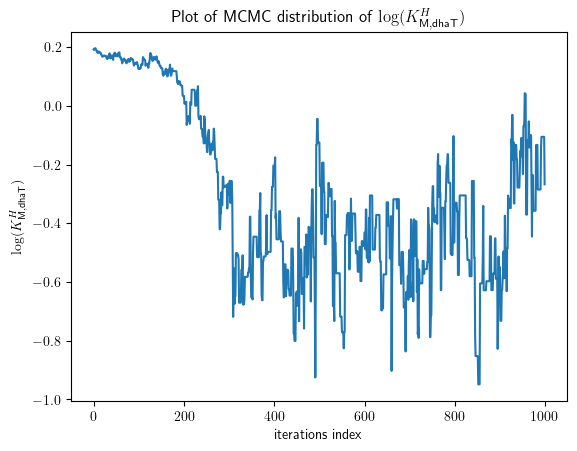 Plot of MCMC distribution of log(K^H_M,dhaT)
0.2
0.0
−0.2
−0.4
−0.6
−0.8
−1.0
log(K^H_M,dhaT)
0 200 400 600 800 1000
iterations index